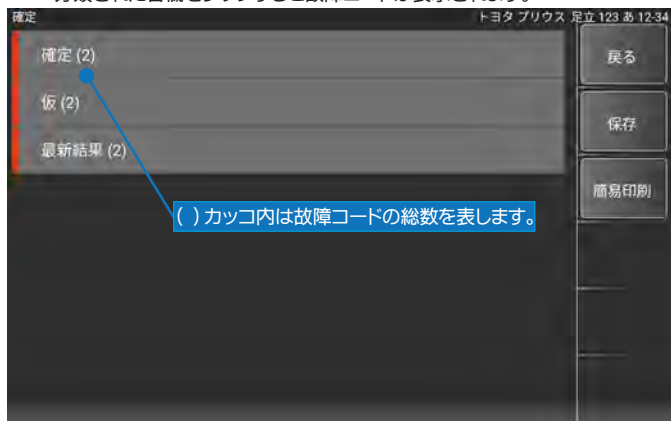 確定
トヨタ プリウス 足立 123 あ 12-34
確定 (2)
戻る
仮 (2)
保存
最新結果 (2)
簡易印刷
( ) カッコ内は故障コードの総数を表します。